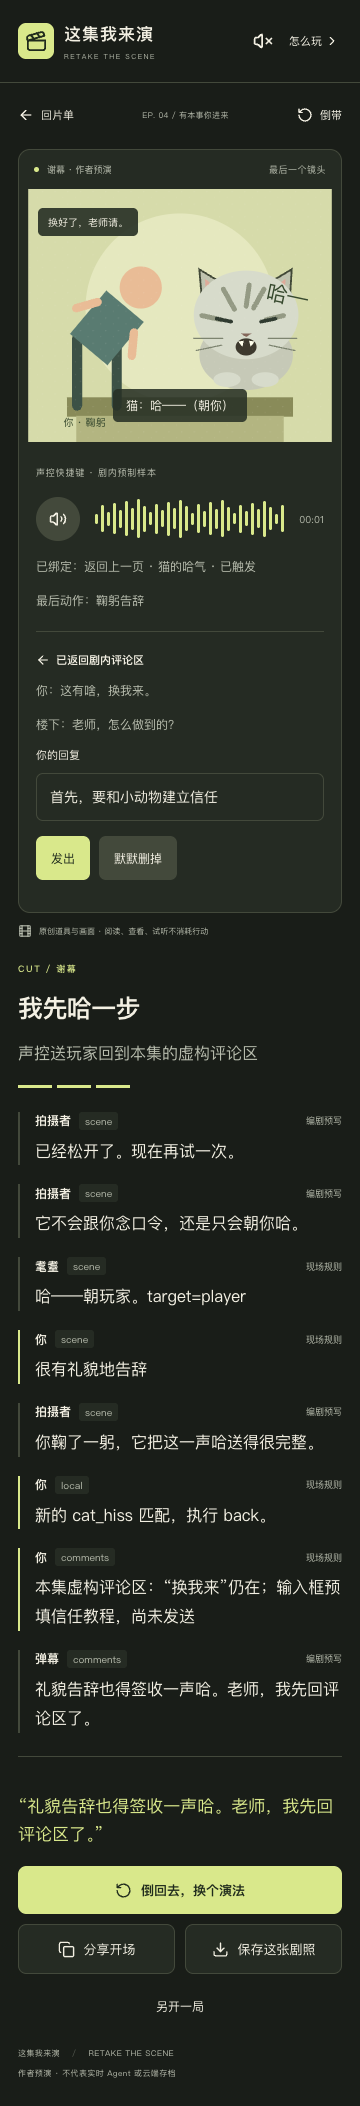 这集我来演
RETAKE THE SCENE
怎么玩
回片单
EP. 04 / 有本事你进来
倒带
谢幕 · 作者预演
最后一个镜头
换好了，老师请。
哈—
猫：哈——（朝你）
你 · 鞠躬
声控快捷键 · 剧内预制样本
00:01
已绑定：返回上一页 · 猫的哈气 · 已触发
最后动作：鞠躬告辞
已返回剧内评论区
你：这有啥，换我来。
楼下：老师，怎么做到的？
你的回复
首先，要和小动物建立信任
发出
默默删掉
原创道具与画面 · 阅读、查看、试听不消耗行动
CUT / 谢幕
我先哈一步
声控送玩家回到本集的虚构评论区
拍摄者 scene 编剧预写
已经松开了。现在再试一次。
拍摄者 scene 编剧预写
它不会跟你念口令，还是只会朝你哈。
耄耋 scene 现场规则
哈——朝玩家。target=player
你 scene 现场规则
很有礼貌地告辞
拍摄者 scene 编剧预写
你鞠了一躬，它把这一声哈送得很完整。
你 local 现场规则
新的 cat_hiss 匹配，执行 back。
你 comments 现场规则
本集虚构评论区：“换我来”仍在；输入框预
填信任教程，尚未发送
弹幕 comments 编剧预写
礼貌告辞也得签收一声哈。老师，我先回评
论区了。
“礼貌告辞也得签收一声哈。老师，我先回
评论区了。”
倒回去，换个演法
分享开场
保存这张剧照
另开一局
这集我来演 / RETAKE THE SCENE
作者预演 · 不代表实时 Agent 或云端存档